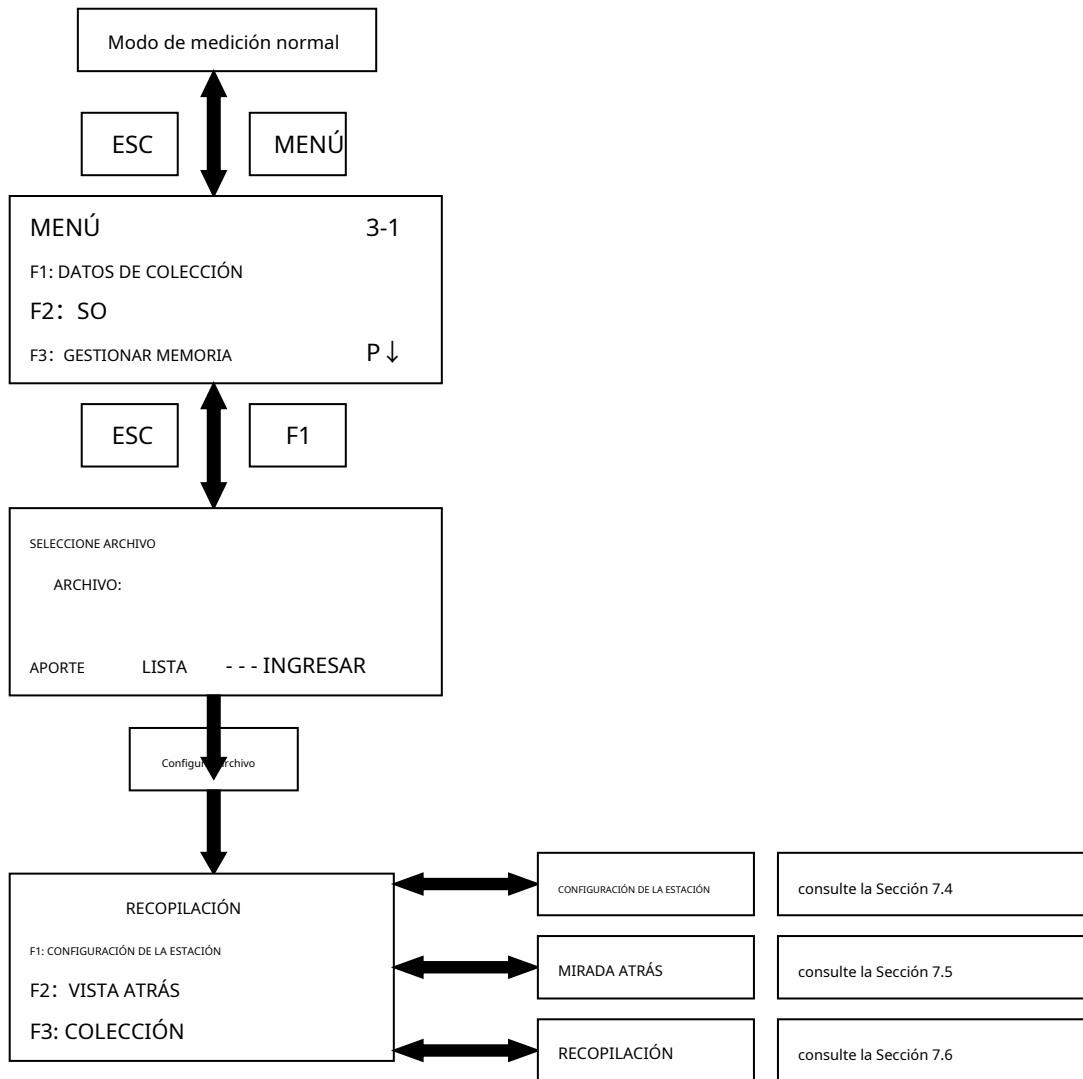 Modo de medición normal
ESC
MENÚ
MENÚ 3-1
F1: DATOS DE COLECCIÓN
F2: SO
F3: GESTIONAR MEMORIA P↓
ESC
F1
SELECCIONE ARCHIVO
ARCHIVO:
APORTE LISTA - - - INGRESAR
RECOPILACIÓN
F1: CONFIGURACIÓN DE LA ESTACIÓN
F2: VISTA ATRÁS
F3: COLECCIÓN
CONFIGURACIÓN DE LA ESTACIÓN
consulte la Sección 7.4
MIRADA ATRÁS
consulte la Sección 7.5
RECOPILACIÓN
consulte la Sección 7.6